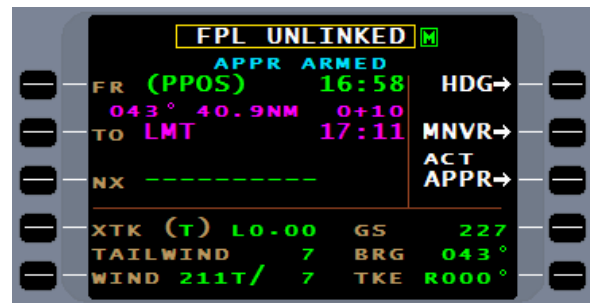 FPL UNLINKED M
APPR ARMED
FR (PPOS) 16:58 HDG→
043° 40.9NM 0+10
TO LMT 17:11 MNVR→
ACT
NX ---------- APPR→
XTK (T) L0.00 GS 227
TAILWIND 7 BRG 043°
WIND 211T/ 7 TKE R000°